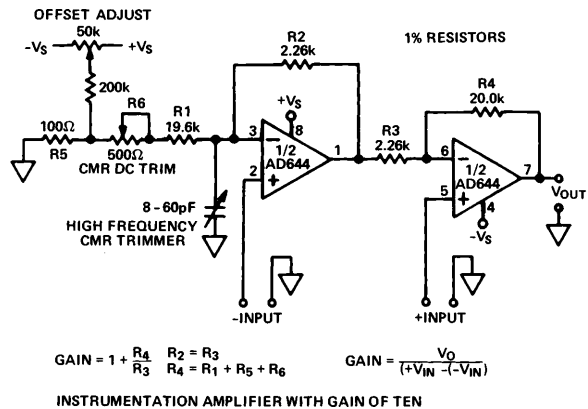 OFFSET ADJUST
50k
−VS +VS
200k
R6
R1
19.6k
100Ω
R5
500Ω
CMR DC TRIM
8–60pF
HIGH FREQUENCY
CMR TRIMMER
R2
2.26k
+VS
8
3
−
1/2
AD644
2
+
1
−INPUT
1% RESISTORS
R3
2.26k
R4
20.0k
6
−
1/2
AD644
5
+
7
4
−VS
VOUT
+INPUT
GAIN = 1 + R4/R3 R2 = R3
R4 = R1 + R5 + R6
GAIN = VO/(+VIN −(−VIN)
INSTRUMENTATION AMPLIFIER WITH GAIN OF TEN